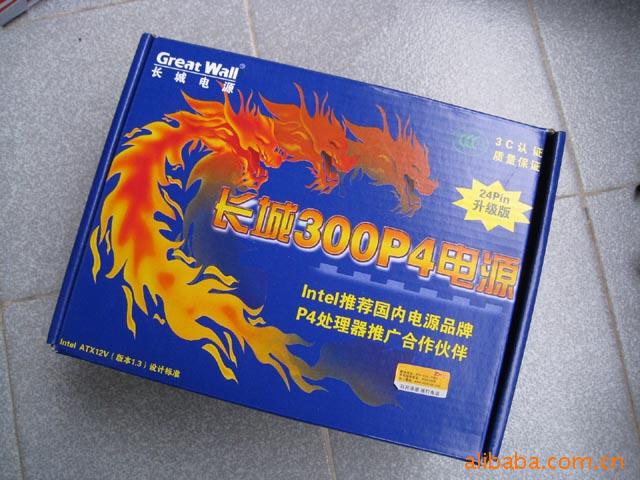 Great Wall®
长城电源
3C认证
质量保证
24Pin
升级版
长城300P4电源
Intel推荐国内电源品牌
P4处理器推广合作伙伴
Intel ATX12V（版本1.3）设计标准
alibaba.com.cn